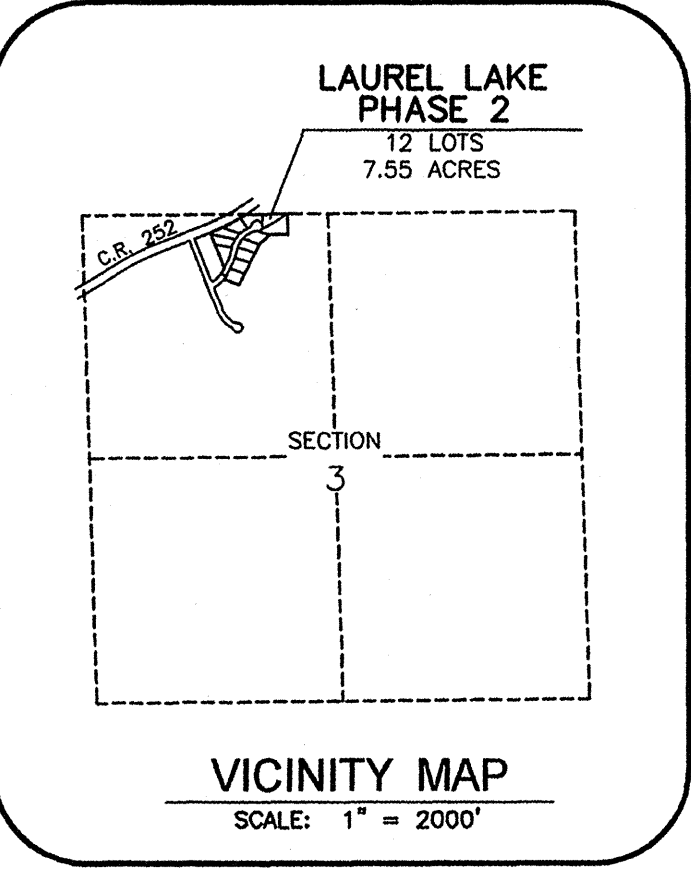 LAUREL LAKE
PHASE 2
12 LOTS
7.55 ACRES
C.R. 252
SECTION
3
VICINITY MAP
SCALE: 1" = 2000'